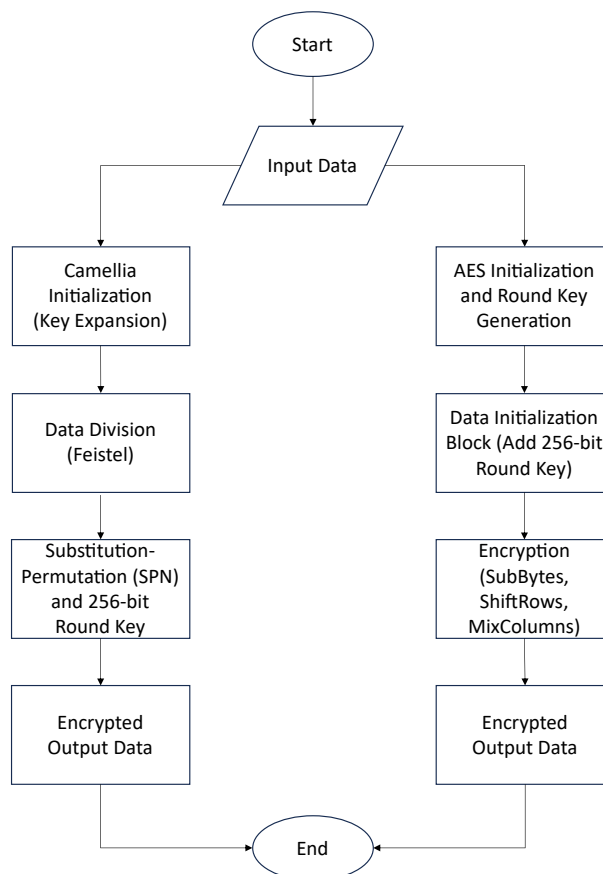 Start
Input Data
Camellia
Initialization
(Key Expansion)
Data Division
(Feistel)
Substitution-
Permutation (SPN)
and 256-bit
Round Key
Encrypted
Output Data
AES Initialization
and Round Key
Generation
Data Initialization
Block (Add 256-bit
Round Key)
Encryption
(SubBytes,
ShiftRows,
MixColumns)
Encrypted
Output Data
End